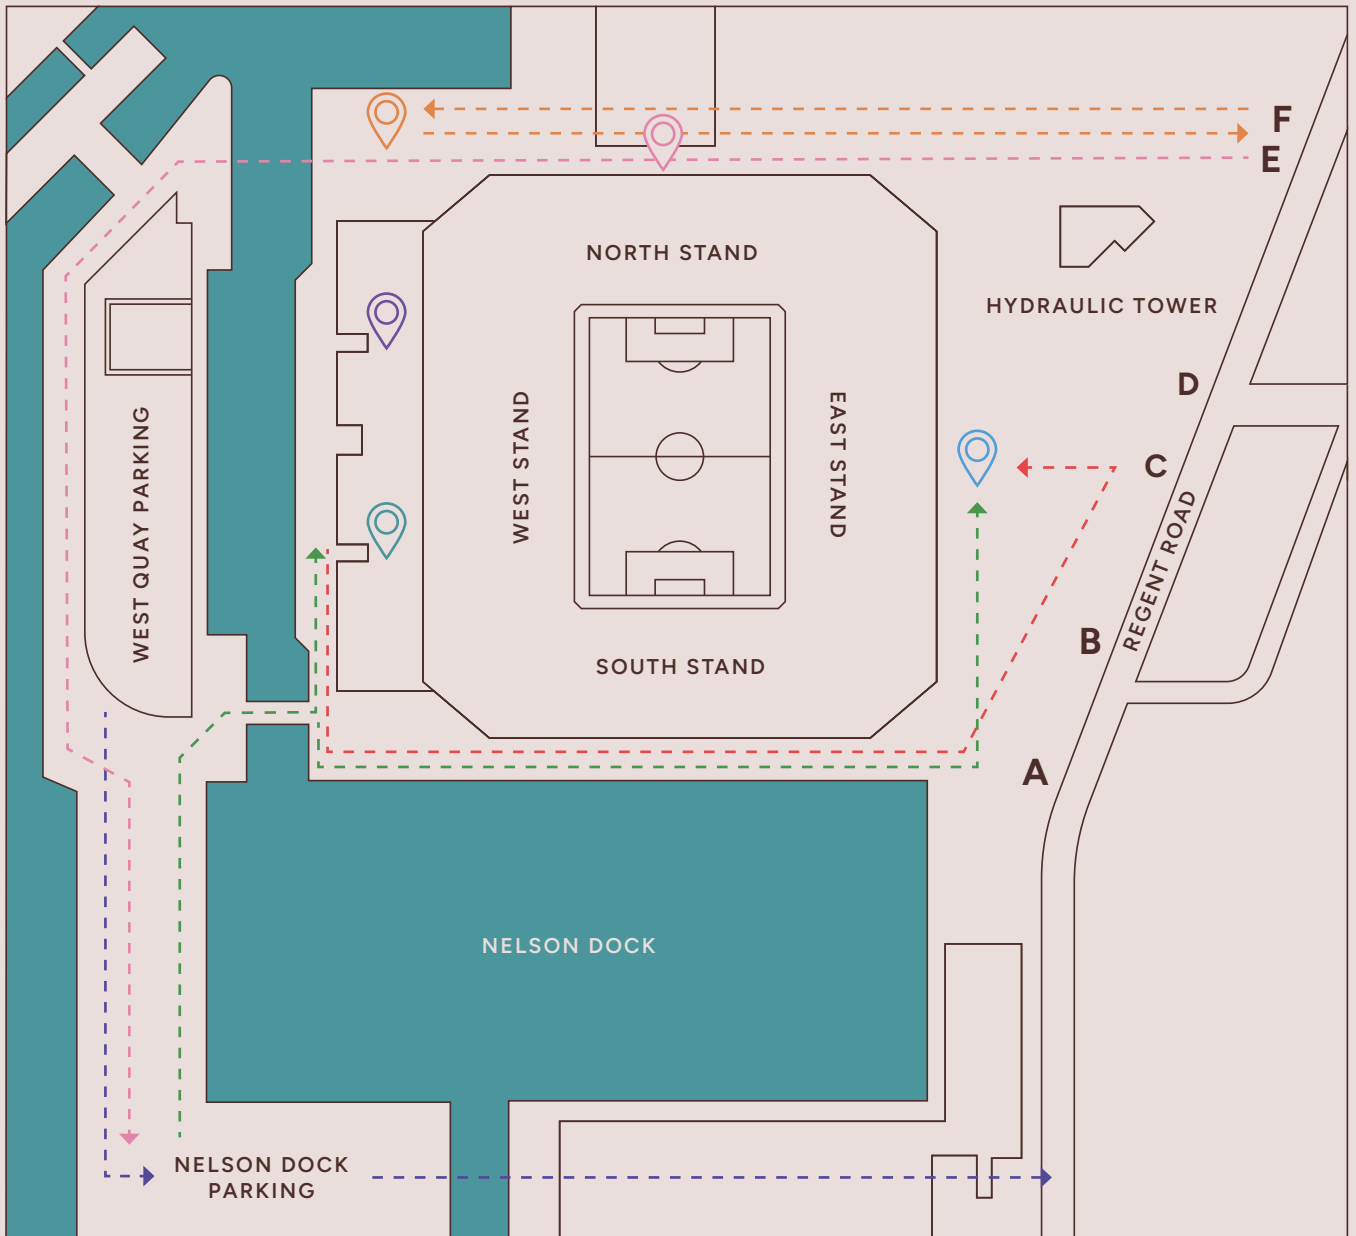 F
E
NORTH STAND
HYDRAULIC TOWER
D
WEST STAND
EAST STAND
C
WEST QUAY PARKING
REGENT ROAD
B
SOUTH STAND
A
NELSON DOCK
NELSON DOCK
PARKING